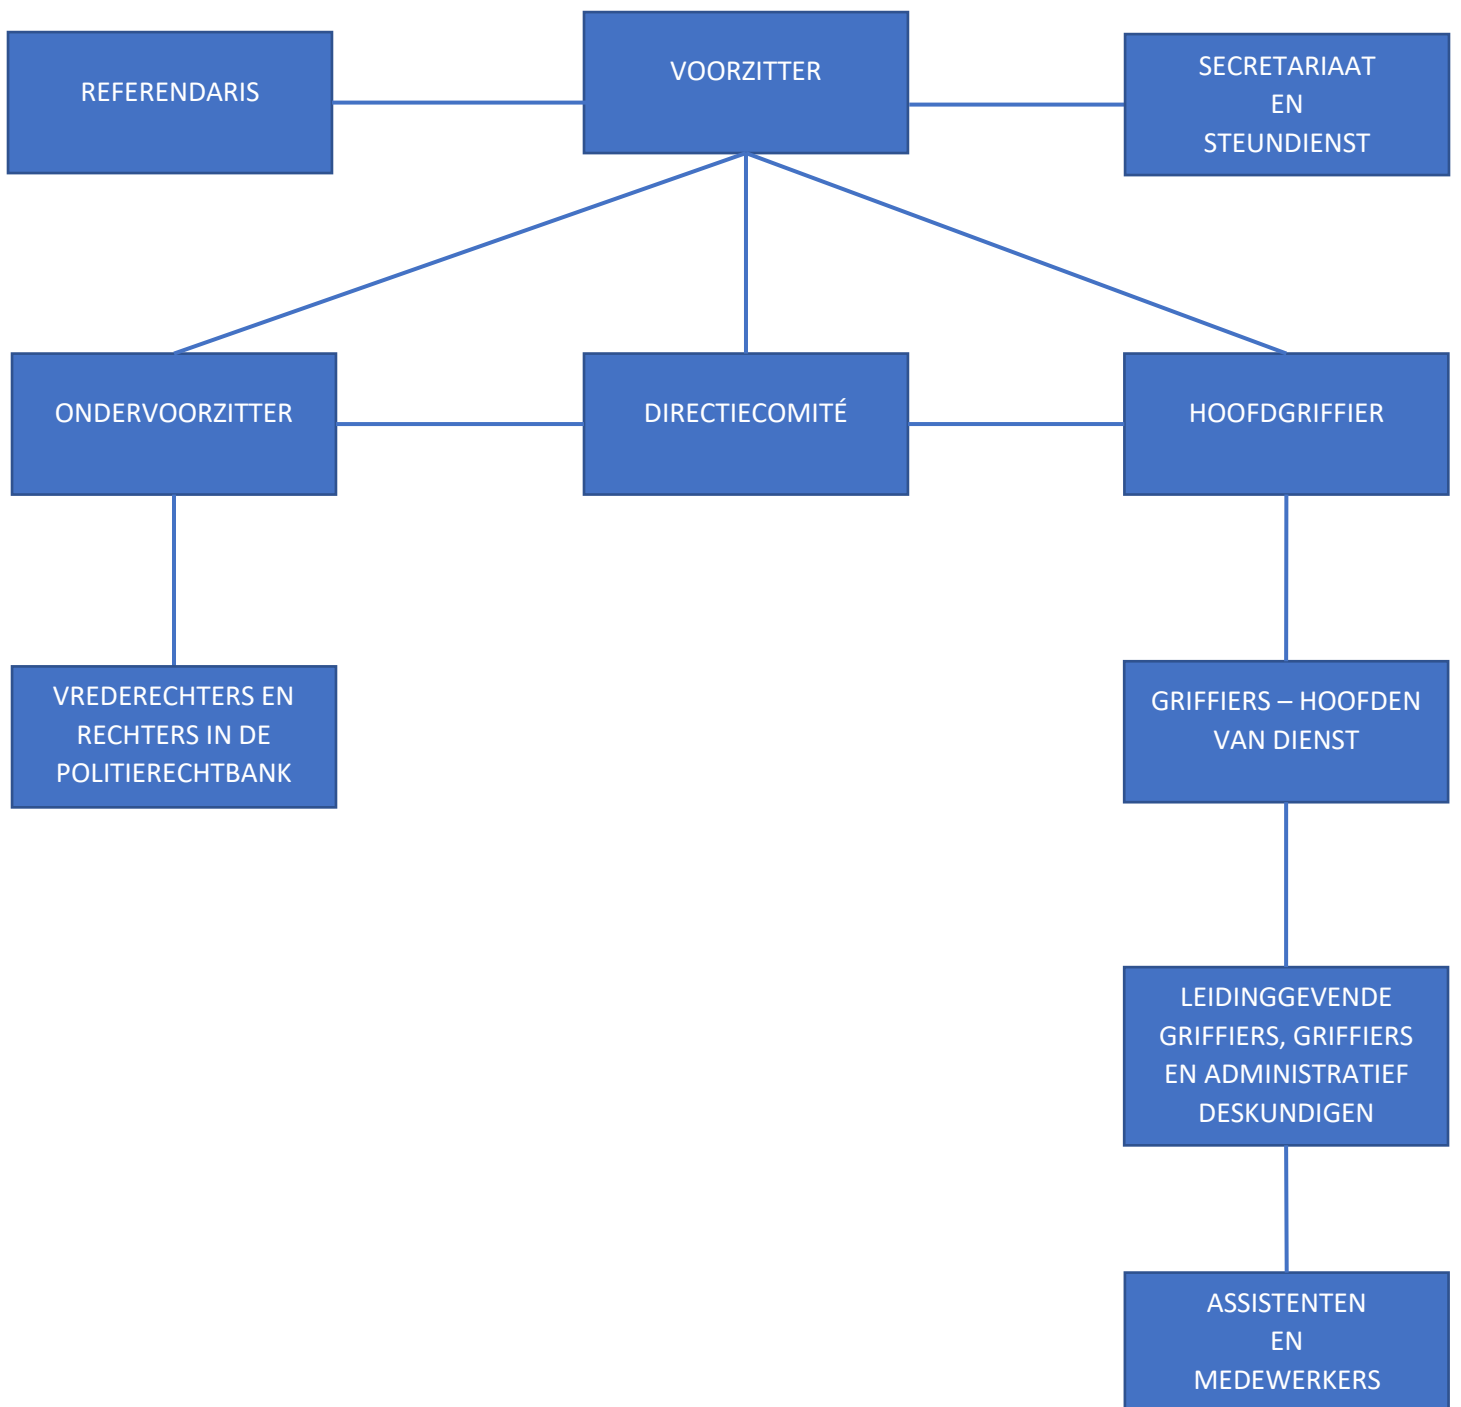 REFERENDARIS
VOORZITTER
SECRETARIAAT
EN
STEUNDIENST
ONDERVOORZITTER
DIRECTIECOMITÉ
HOOFDGRIFFIER
VREDERECHTERS EN
RECHTERS IN DE
POLITIERECHTBANK
GRIFFIERS – HOOFDEN
VAN DIENST
LEIDINGGEVENDE
GRIFFIERS, GRIFFIERS
EN ADMINISTRATIEF
DESKUNDIGEN
ASSISTENTEN
EN
MEDEWERKERS